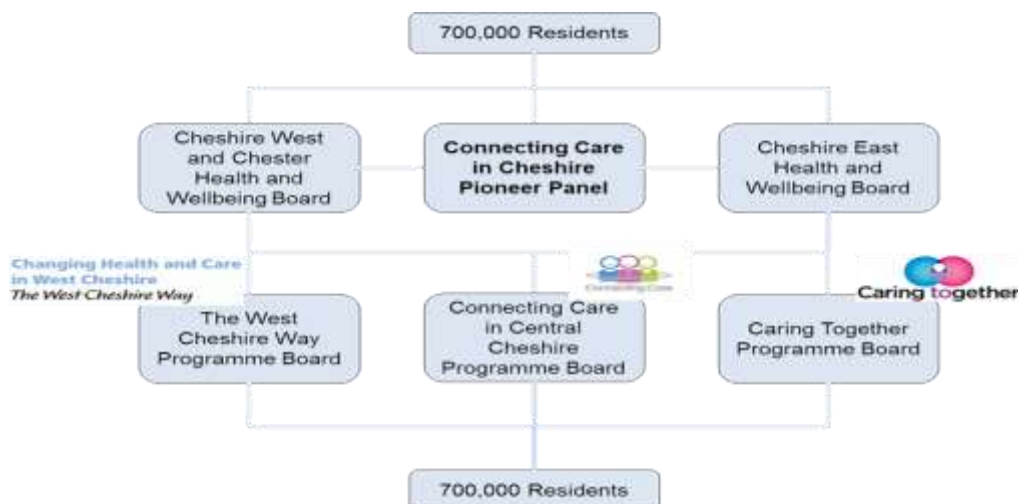 700,000 Residents
Cheshire West
and Chester
Health and
Wellbeing Board
Connecting Care
in Cheshire
Pioneer Panel
Cheshire East
Health and
Wellbeing Board
Changing Health and Care
in West Cheshire
The West Cheshire Way
Connecting Care
Caring together
The West
Cheshire Way
Programme Board
Connecting Care
in Central
Cheshire
Programme Board
Caring Together
Programme Board
700,000 Residents